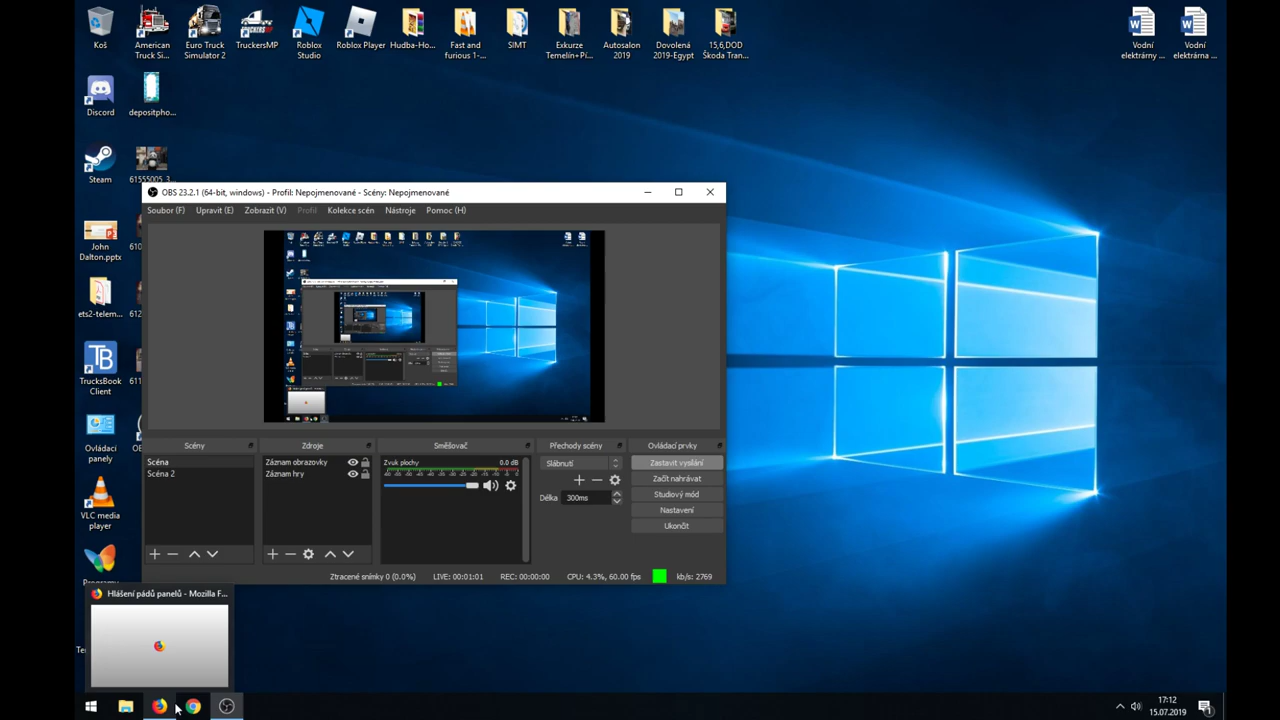 Koš
American
Truck Si...
Euro Truck
Simulator 2
TruckersMP
Roblox
Studio
Roblox Player
Hudba-Ho...
Fast and
furious 1-...
SIMT
Exkurze
Temelín+Pí...
Autosalon
2019
Dovolená
2019-Egypt
15,6,DOD
Škoda Tran...
Vodní
elektrárny ...
Vodní
elektrárna ...
Discord
depositpho...
Steam
61555005_3...
John
Dalton.pptx
ets2-telem...
TrucksBook
Client
Ovládací
panely
VLC media
player
Programy
OBS 23.2.1 (64-bit, windows) - Profil: Nepojmenované - Scény: Nepojmenované
Soubor (F)
Upravit (E)
Zobrazit (V)
Profil
Kolekce scén
Nástroje
Pomoc (H)
Scény
Zdroje
Směšovač
Přechody scény
Ovládací prvky
Scéna
Scéna 2
Záznam obrazovky
Záznam hry
Zvuk plochy
0.0 dB
Slábnutí
Délka
300ms
Zastavit vysílání
Začít nahrávat
Studiový mód
Nastavení
Ukončit
Ztracené snímky 0 (0.0%)
LIVE: 00:01:01
REC: 00:00:00
CPU: 4.3%, 60.00 fps
kb/s: 2769
Hlášení pádů panelů - Mozilla F...
17:12
15.07.2019